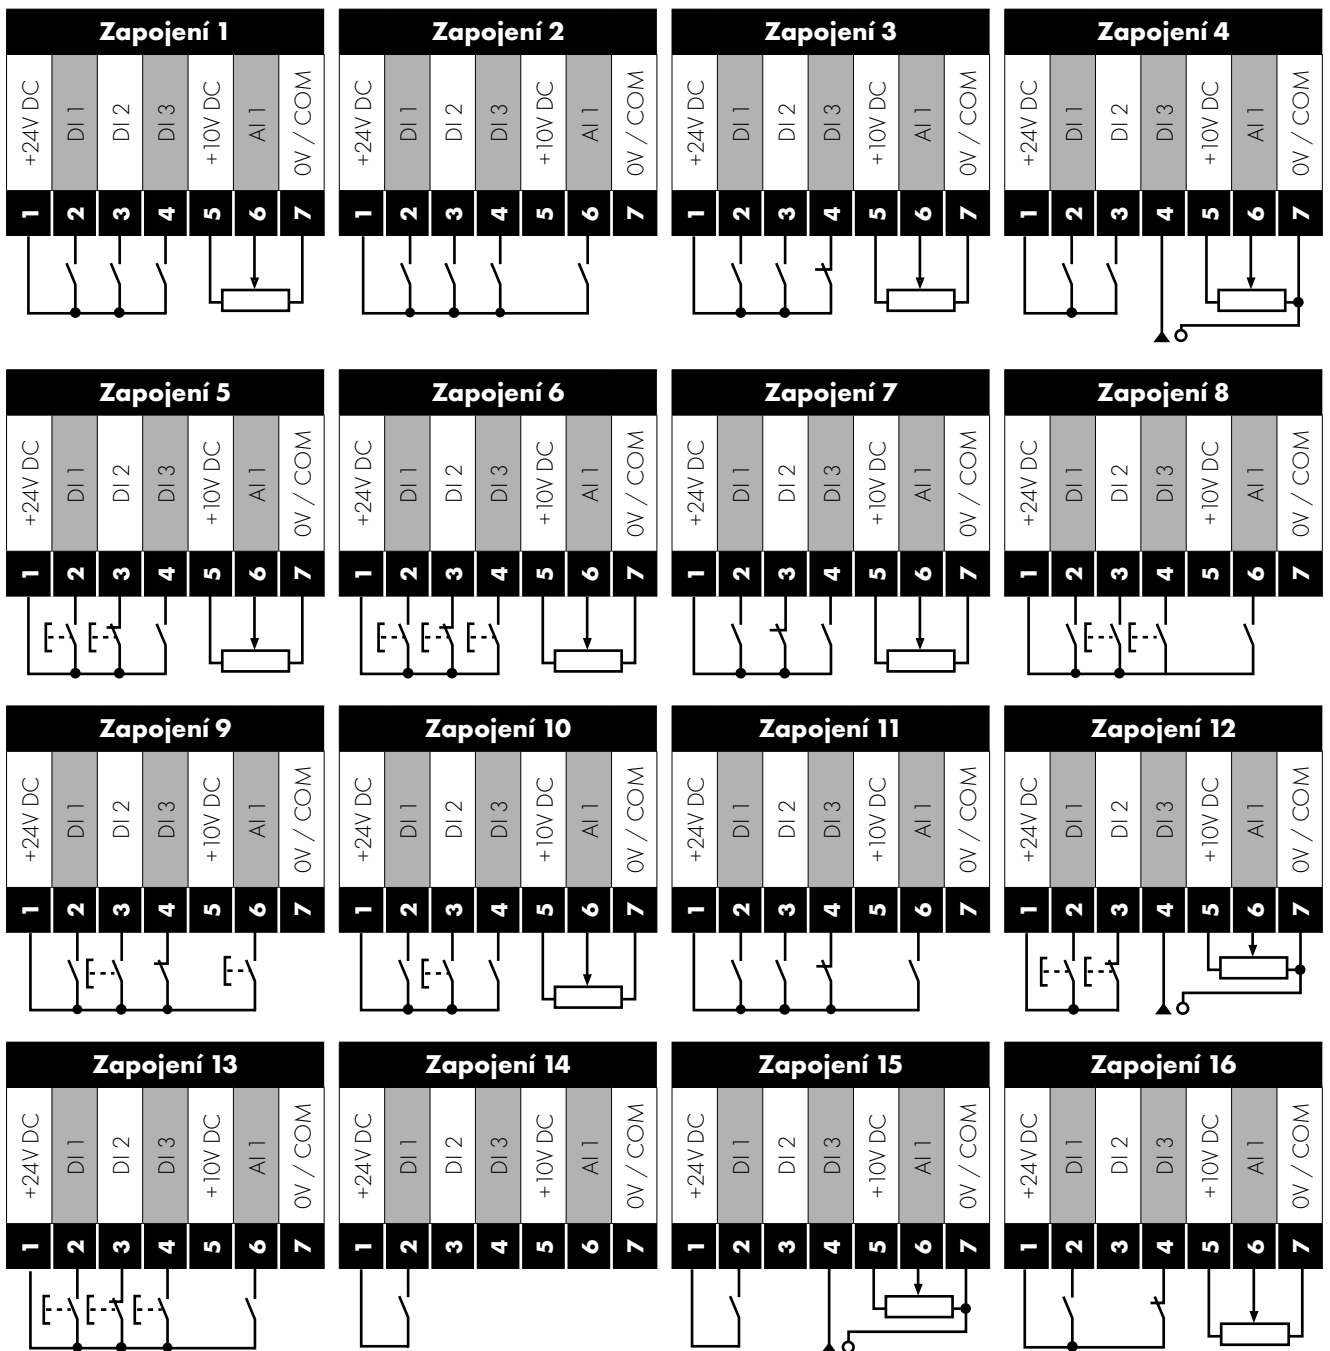 Zapojení 1
+24V DC
DI 1
DI 2
DI 3
+10V DC
AI 1
0V / COM
1
2
3
4
5
6
7
Zapojení 2
+24V DC
DI 1
DI 2
DI 3
+10V DC
AI 1
0V / COM
1
2
3
4
5
6
7
Zapojení 3
+24V DC
DI 1
DI 2
DI 3
+10V DC
AI 1
0V / COM
1
2
3
4
5
6
7
Zapojení 4
+24V DC
DI 1
DI 2
DI 3
+10V DC
AI 1
0V / COM
1
2
3
4
5
6
7
Zapojení 5
+24V DC
DI 1
DI 2
DI 3
+10V DC
AI 1
0V / COM
1
2
3
4
5
6
7
Zapojení 6
+24V DC
DI 1
DI 2
DI 3
+10V DC
AI 1
0V / COM
1
2
3
4
5
6
7
Zapojení 7
+24V DC
DI 1
DI 2
DI 3
+10V DC
AI 1
0V / COM
1
2
3
4
5
6
7
Zapojení 8
+24V DC
DI 1
DI 2
DI 3
+10V DC
AI 1
0V / COM
1
2
3
4
5
6
7
Zapojení 9
+24V DC
DI 1
DI 2
DI 3
+10V DC
AI 1
0V / COM
1
2
3
4
5
6
7
Zapojení 10
+24V DC
DI 1
DI 2
DI 3
+10V DC
AI 1
0V / COM
1
2
3
4
5
6
7
Zapojení 11
+24V DC
DI 1
DI 2
DI 3
+10V DC
AI 1
0V / COM
1
2
3
4
5
6
7
Zapojení 12
+24V DC
DI 1
DI 2
DI 3
+10V DC
AI 1
0V / COM
1
2
3
4
5
6
7
Zapojení 13
+24V DC
DI 1
DI 2
DI 3
+10V DC
AI 1
0V / COM
1
2
3
4
5
6
7
Zapojení 14
+24V DC
DI 1
DI 2
DI 3
+10V DC
AI 1
0V / COM
1
2
3
4
5
6
7
Zapojení 15
+24V DC
DI 1
DI 2
DI 3
+10V DC
AI 1
0V / COM
1
2
3
4
5
6
7
Zapojení 16
+24V DC
DI 1
DI 2
DI 3
+10V DC
AI 1
0V / COM
1
2
3
4
5
6
7